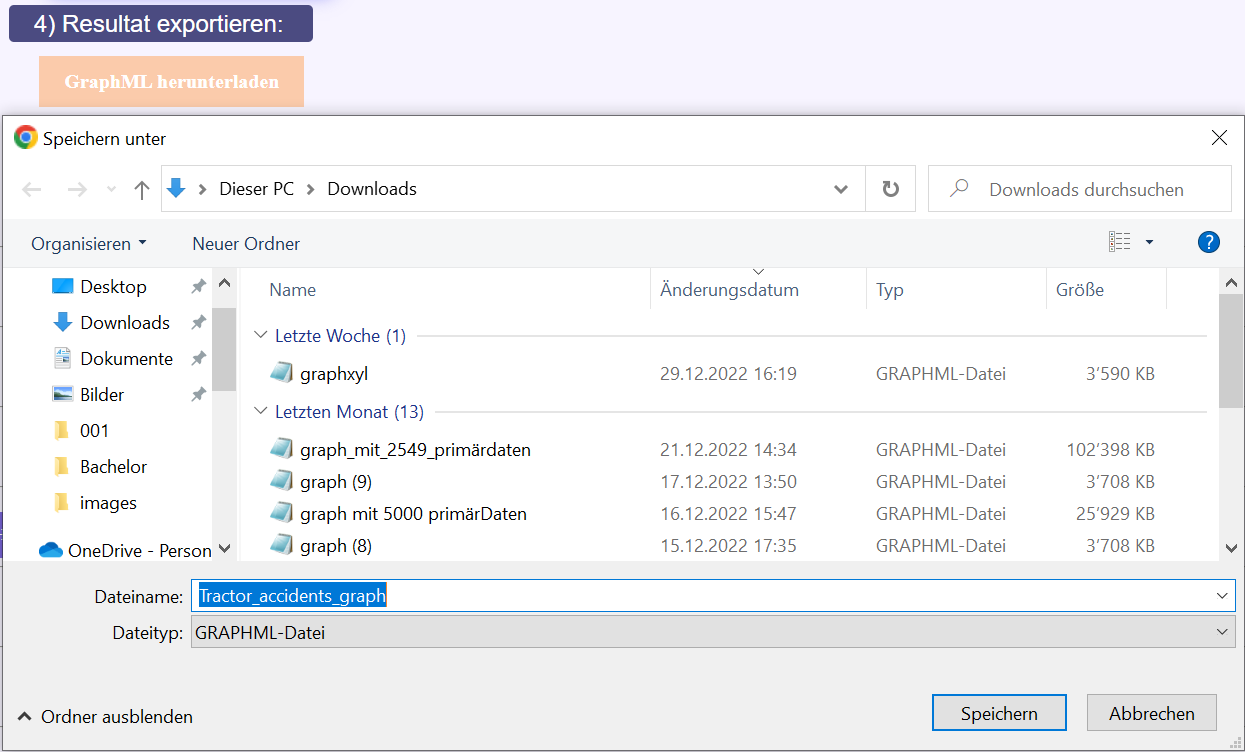 4) Resultat exportieren:
GraphML herunterladen
Speichern unter
Dieser PC > Downloads
Downloads durchsuchen
Organisieren
Neuer Ordner
?
Desktop
Downloads
Dokumente
Bilder
001
Bachelor
images
OneDrive - Person
Name Änderungsdatum Typ Größe
Letzte Woche (1)
graphxyl 29.12.2022 16:19 GRAPHML-Datei 3’590 KB
Letzten Monat (13)
graph_mit_2549_primärdaten 21.12.2022 14:34 GRAPHML-Datei 102’398 KB
graph (9) 17.12.2022 13:50 GRAPHML-Datei 3’708 KB
graph mit 5000 primärDaten 16.12.2022 15:47 GRAPHML-Datei 25’929 KB
graph (8) 15.12.2022 17:35 GRAPHML-Datei 3’708 KB
Dateiname: Tractor_accidents_graph
Dateityp: GRAPHML-Datei
Ordner ausblenden
Speichern
Abbrechen